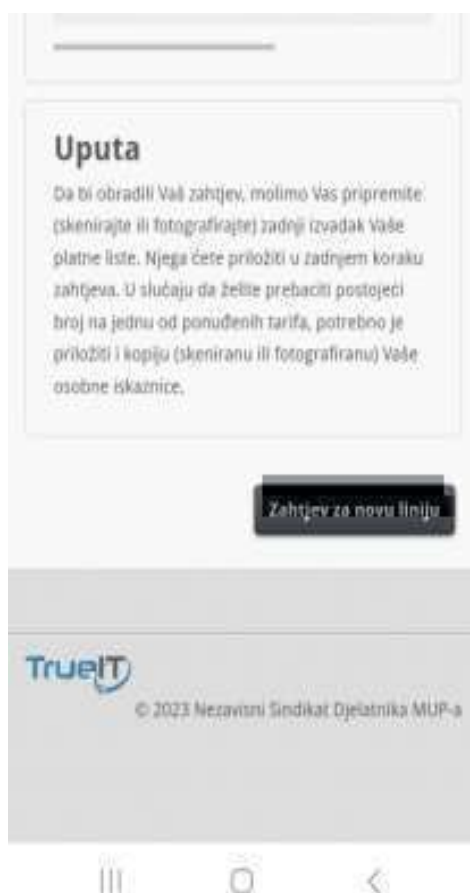 Uputa
Da bi obradili Vaš zahtjev, molimo Vas pripremite
(skenirajte ili fotografirajte) zadnji izvadak Vaše
platne liste. Njega ćete priložiti u zadnjem koraku
zahtjeva. U slučaju da želite prebaciti postojeći
broj na jednu od ponuđenih tarifa, potrebno je
priložiti i kopiju (skeniranu ili fotografiranu) Vaše
osobne iskaznice.
Zahtjev za novu liniju
TrueIT
© 2023 Nezavisni Sindikat Djelatnika MUP-a